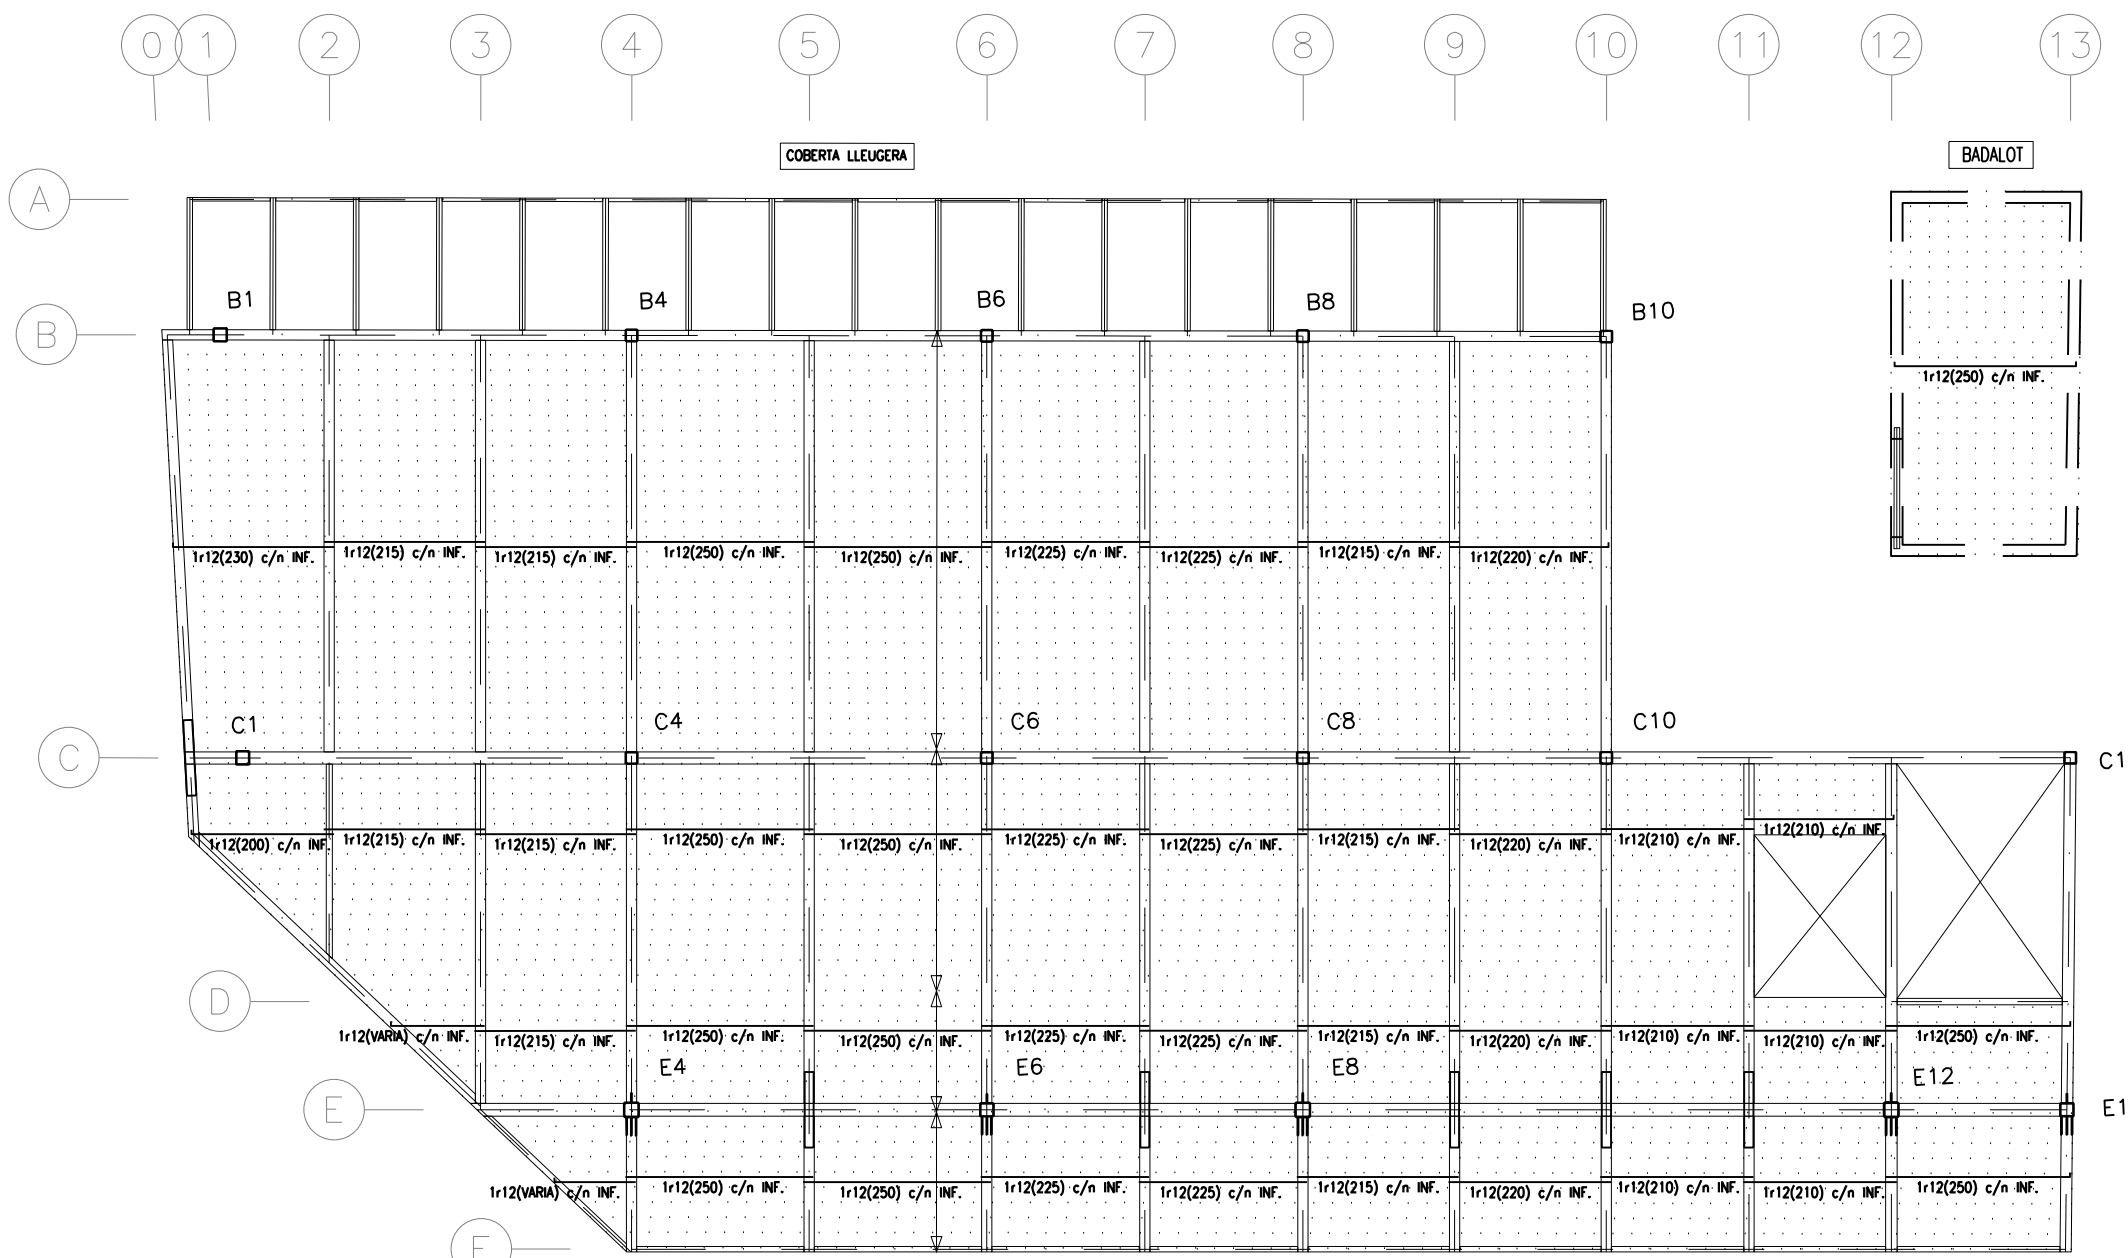 0 1 2 3 4 5 6 7 8 9 10 11 12 13
COBERTA LLEUGERA
BADALOT
A
B1 B4 B6 B8 B10
B
1r12(250) c/n INF.
1r12(230) c/n INF. 1r12(215) c/n INF. 1r12(215) c/n INF. 1r12(250) c/n INF. 1r12(250) c/n INF. 1r12(225) c/n INF. 1r12(225) c/n INF. 1r12(215) c/n INF. 1r12(220) c/n INF.
C1 C4 C6 C8 C10
C
C1
1r12(200) c/n INF. 1r12(215) c/n INF. 1r12(215) c/n INF. 1r12(250) c/n INF. 1r12(250) c/n INF. 1r12(225) c/n INF. 1r12(225) c/n INF. 1r12(215) c/n INF. 1r12(220) c/n INF. 1r12(210) c/n INF. 1r12(210) c/n INF.
D
1r12(VARIA) c/n INF. 1r12(215) c/n INF. 1r12(250) c/n INF. 1r12(250) c/n INF. 1r12(225) c/n INF. 1r12(225) c/n INF. 1r12(215) c/n INF. 1r12(220) c/n INF. 1r12(210) c/n INF. 1r12(210) c/n INF. 1r12(250) c/n INF.
E4 E6 E8 E12
E
E1
1r12(VARIA) c/n INF. 1r12(250) c/n INF. 1r12(250) c/n INF. 1r12(225) c/n INF. 1r12(225) c/n INF. 1r12(215) c/n INF. 1r12(220) c/n INF. 1r12(210) c/n INF. 1r12(210) c/n INF. 1r12(250) c/n INF.